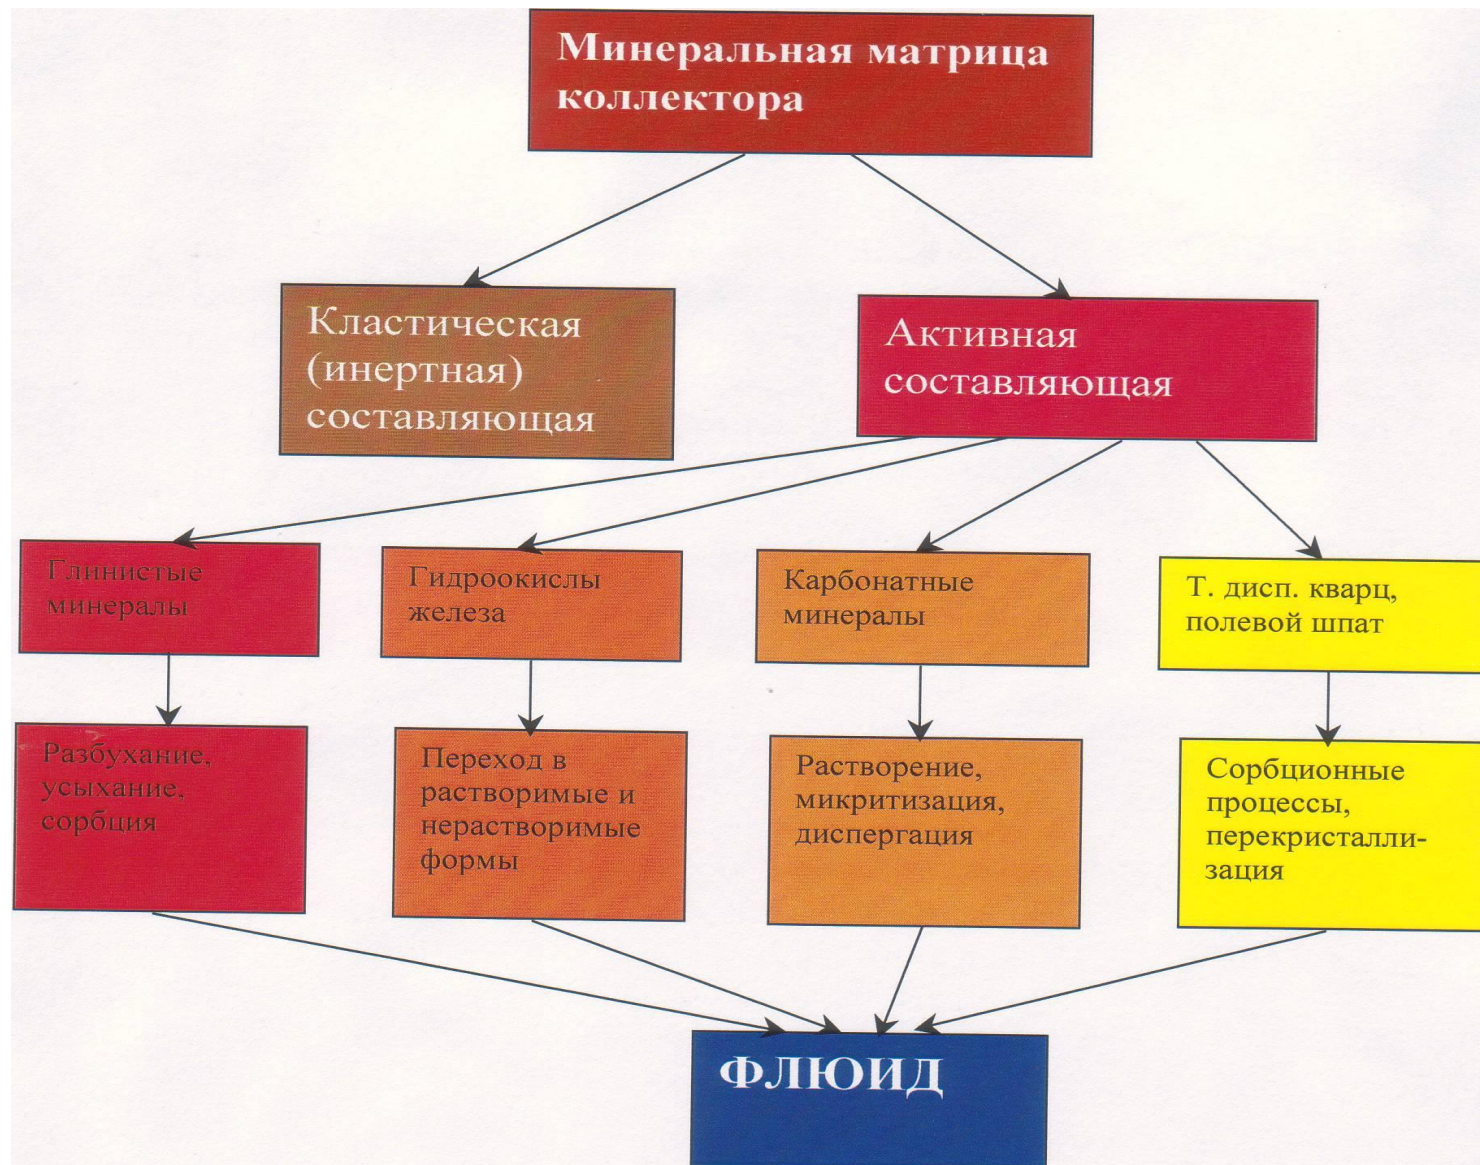 Минеральная матрица
коллектора
Кластическая
(инертная)
составляющая
Активная
составляющая
Глинистые
минералы
Гидроокислы
железа
Карбонатные
минералы
Т. дисп. кварц,
полевой шпат
Разбухание,
усыхание,
сорбция
Переход в
растворимые и
нерастворимые
формы
Растворение,
микритизация,
диспергация
Сорбционные
процессы,
перекристалли-
зация
ФЛЮИД